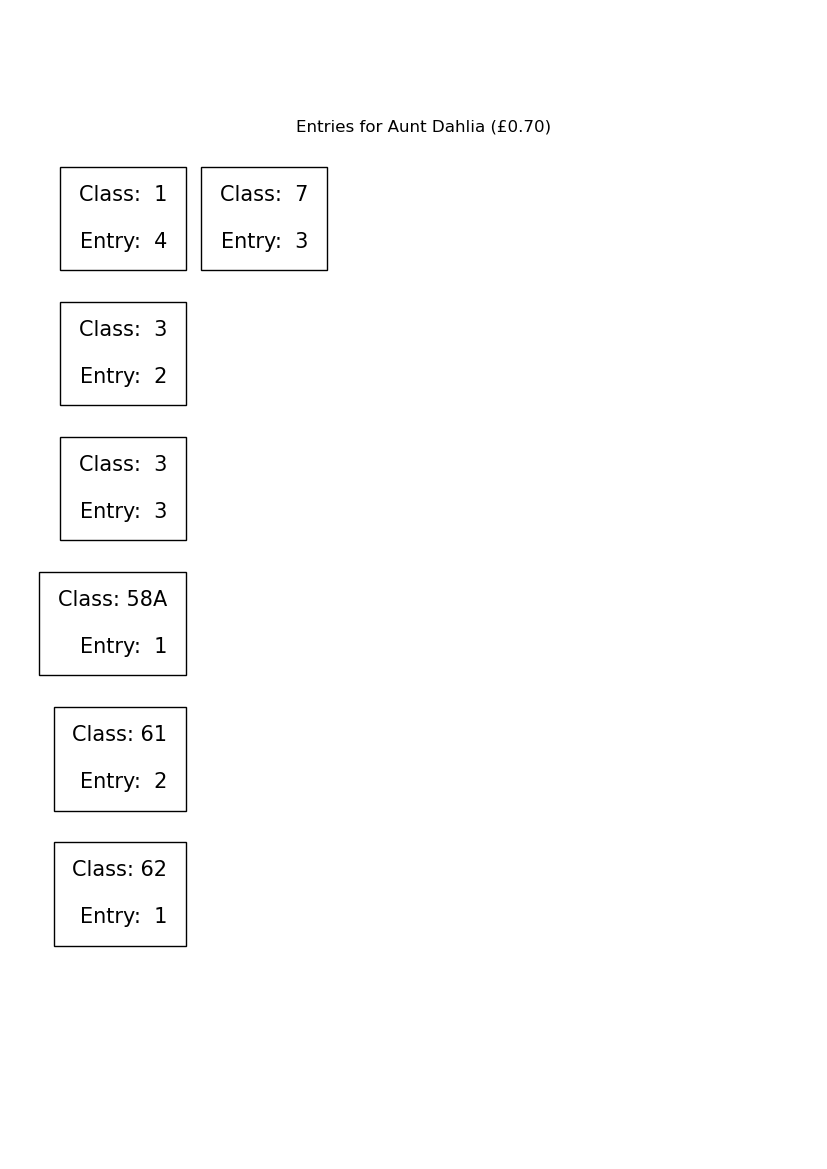 Entries for Aunt Dahlia (£0.70)
Class:  1
Entry:  4
Class:  7
Entry:  3
Class:  3
Entry:  2
Class:  3
Entry:  3
Class: 58A
Entry:  1
Class: 61
Entry:  2
Class: 62
Entry:  1